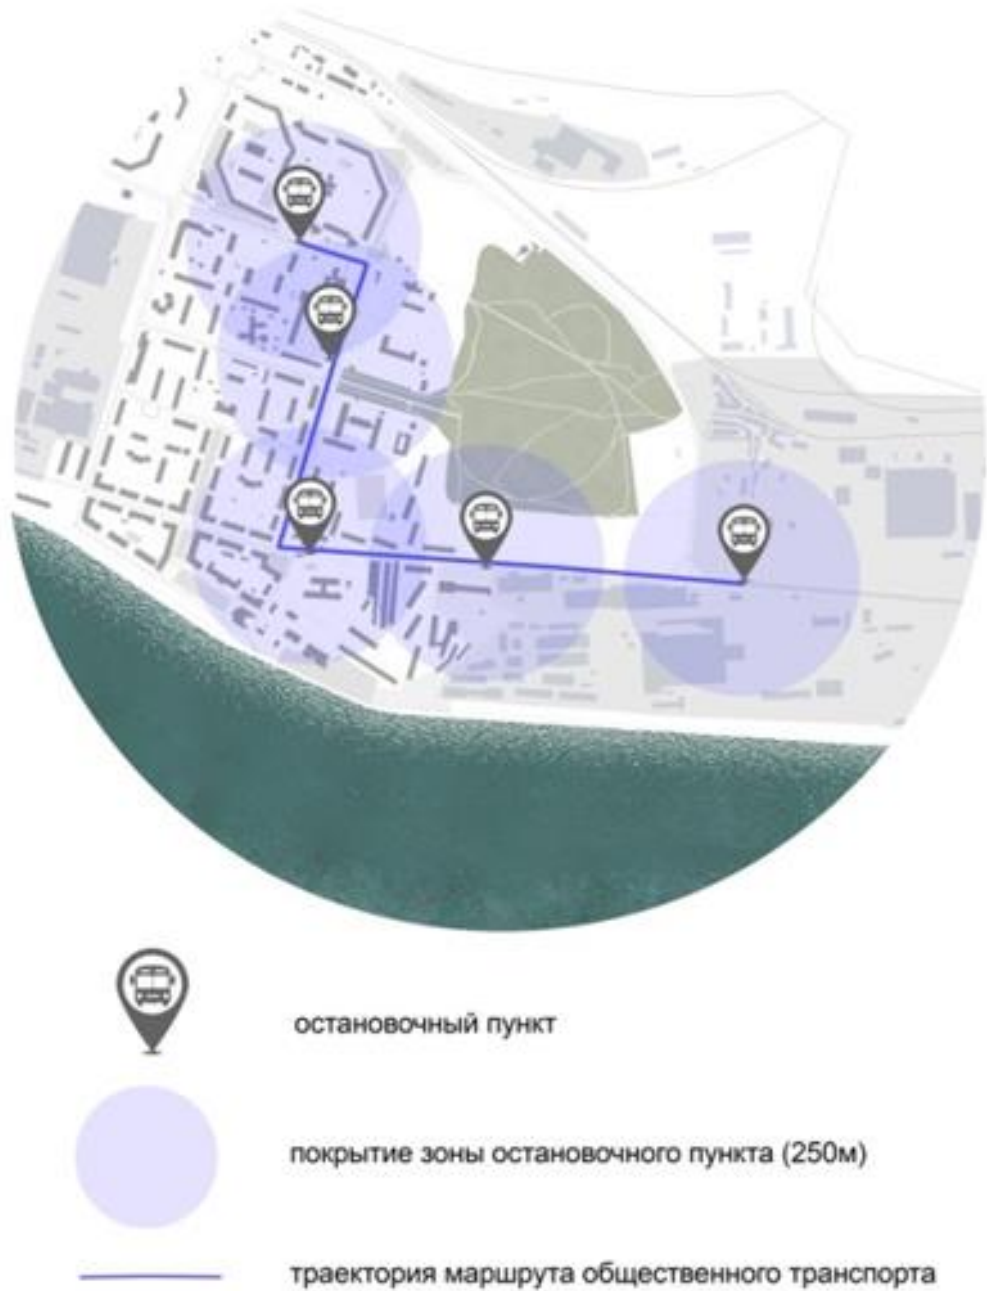 остановочный пункт
покрытие зоны остановочного пункта (250м)
траектория маршрута общественного транспорта